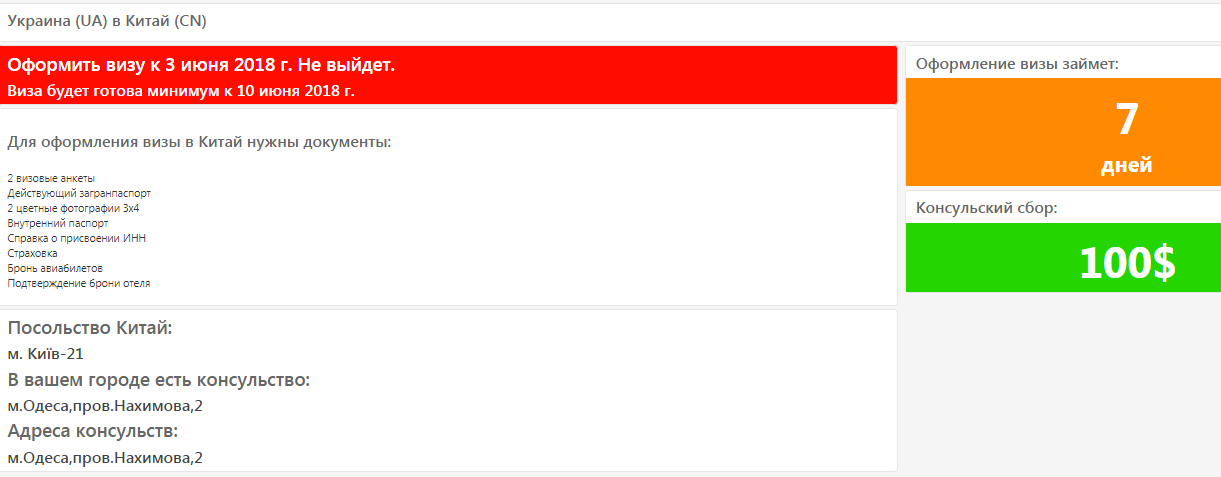 Украина (UA) в Китай (CN)
Оформить визу к 3 июня 2018 г. Не выйдет.
Виза будет готова минимум к 10 июня 2018 г.
Для оформления визы в Китай нужны документы:
2 визовые анкеты
Действующий загранпаспорт
2 цветные фотографии 3х4
Внутренний паспорт
Справка о присвоении ИНН
Страховка
Бронь авиабилетов
Подтверждение брони отеля
Посольство Китай:
м. Київ-21
В вашем городе есть консульство:
м.Одеса,пров.Нахимова,2
Адреса консульств:
м.Одеса,пров.Нахимова,2
Оформление визы займет:
7
дней
Консульский сбор:
100$